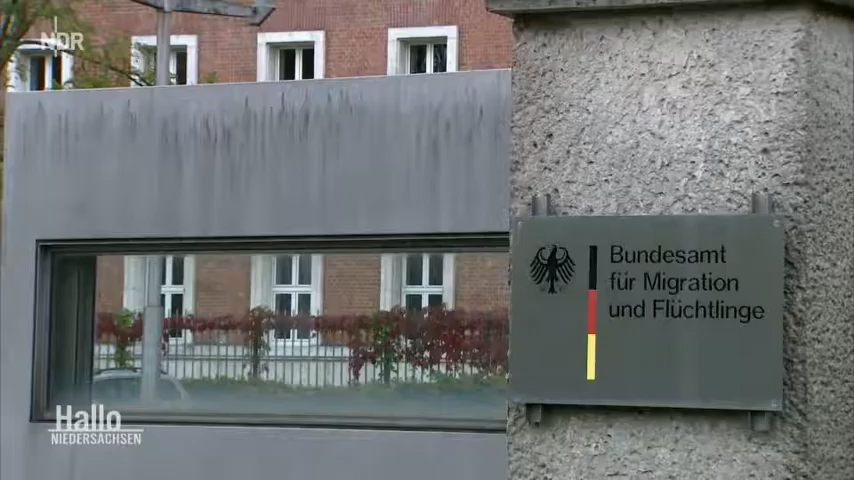 NDR
Bundesamt
für Migration
und Flüchtlinge
Hallo
NIEDERSACHSEN